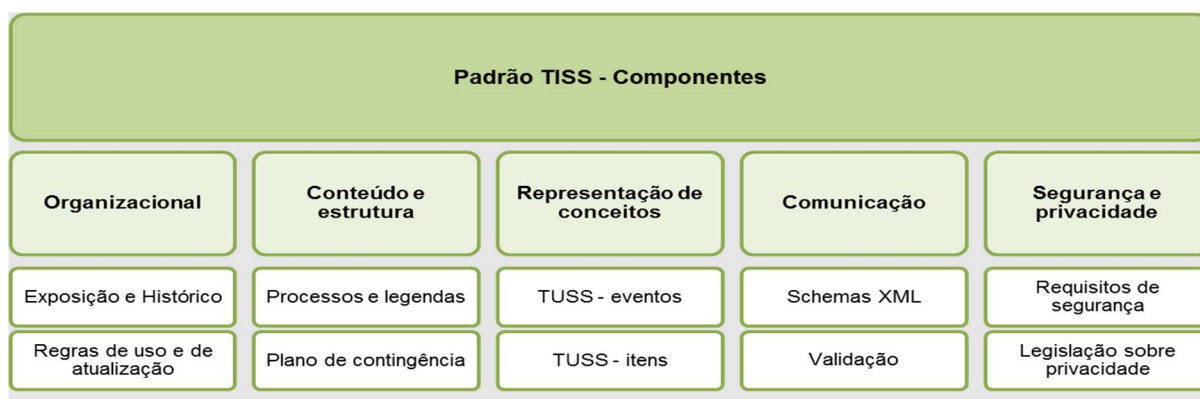 Padrão TISS - Componentes
Organizacional
Conteúdo e
estrutura
Representação de
conceitos
Comunicação
Segurança e
privacidade
Exposição e Histórico
Processos e legendas
TUSS - eventos
Schemas XML
Requisitos de
segurança
Regras de uso e de
atualização
Plano de contingência
TUSS - itens
Validação
Legislação sobre
privacidade